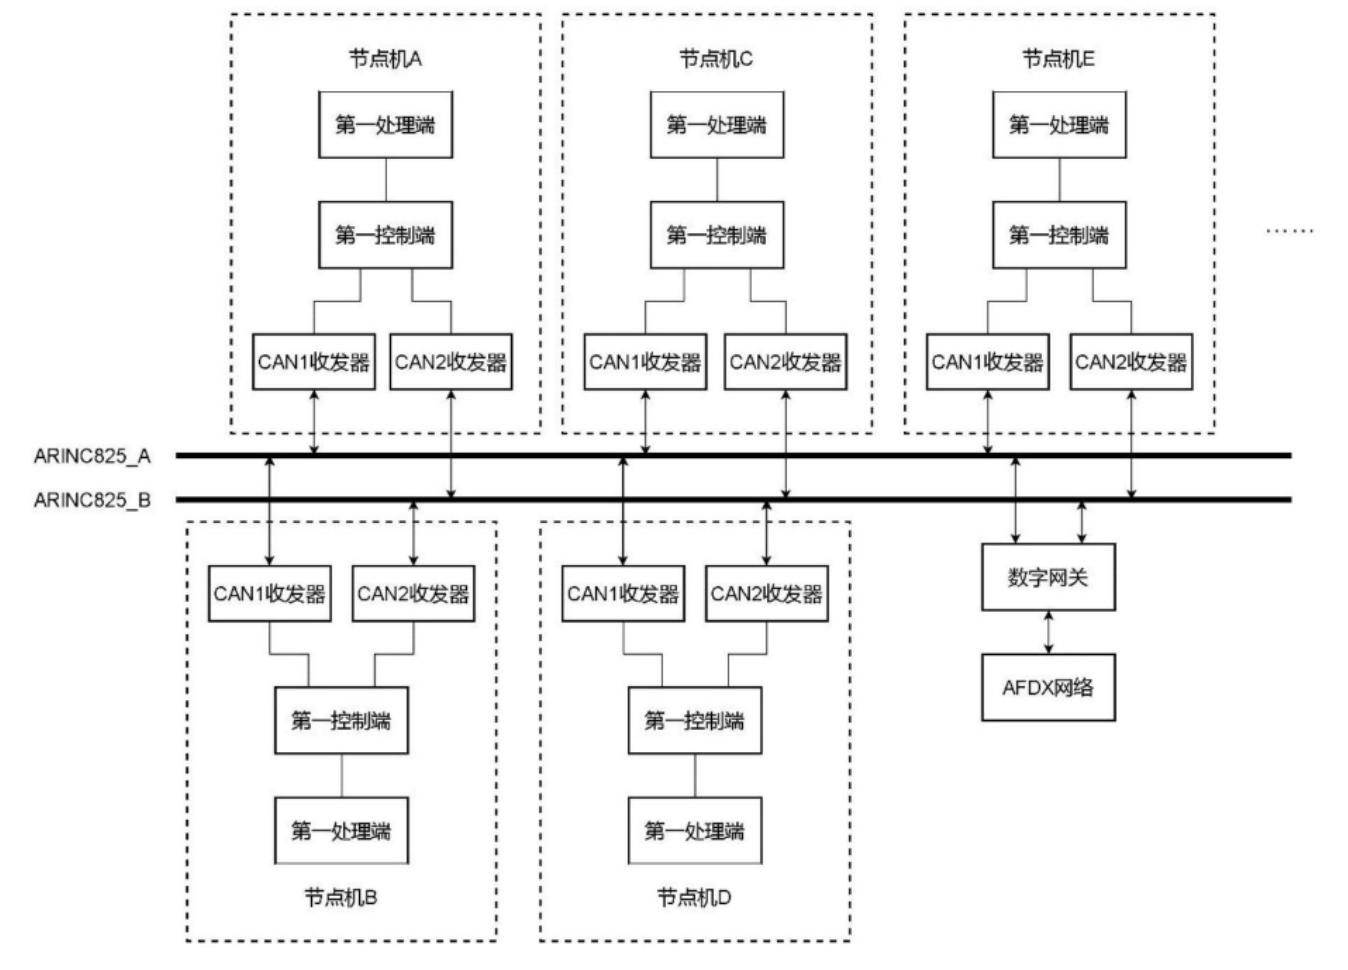 节点机A
节点机C
节点机E
第一处理端
第一处理端
第一处理端
第一控制端
第一控制端
第一控制端
……
CAN1收发器
CAN2收发器
CAN1收发器
CAN2收发器
CAN1收发器
CAN2收发器
ARINC825_A
ARINC825_B
CAN1收发器
CAN2收发器
CAN1收发器
CAN2收发器
数字网关
第一控制端
第一控制端
AFDX网络
第一处理端
第一处理端
节点机B
节点机D